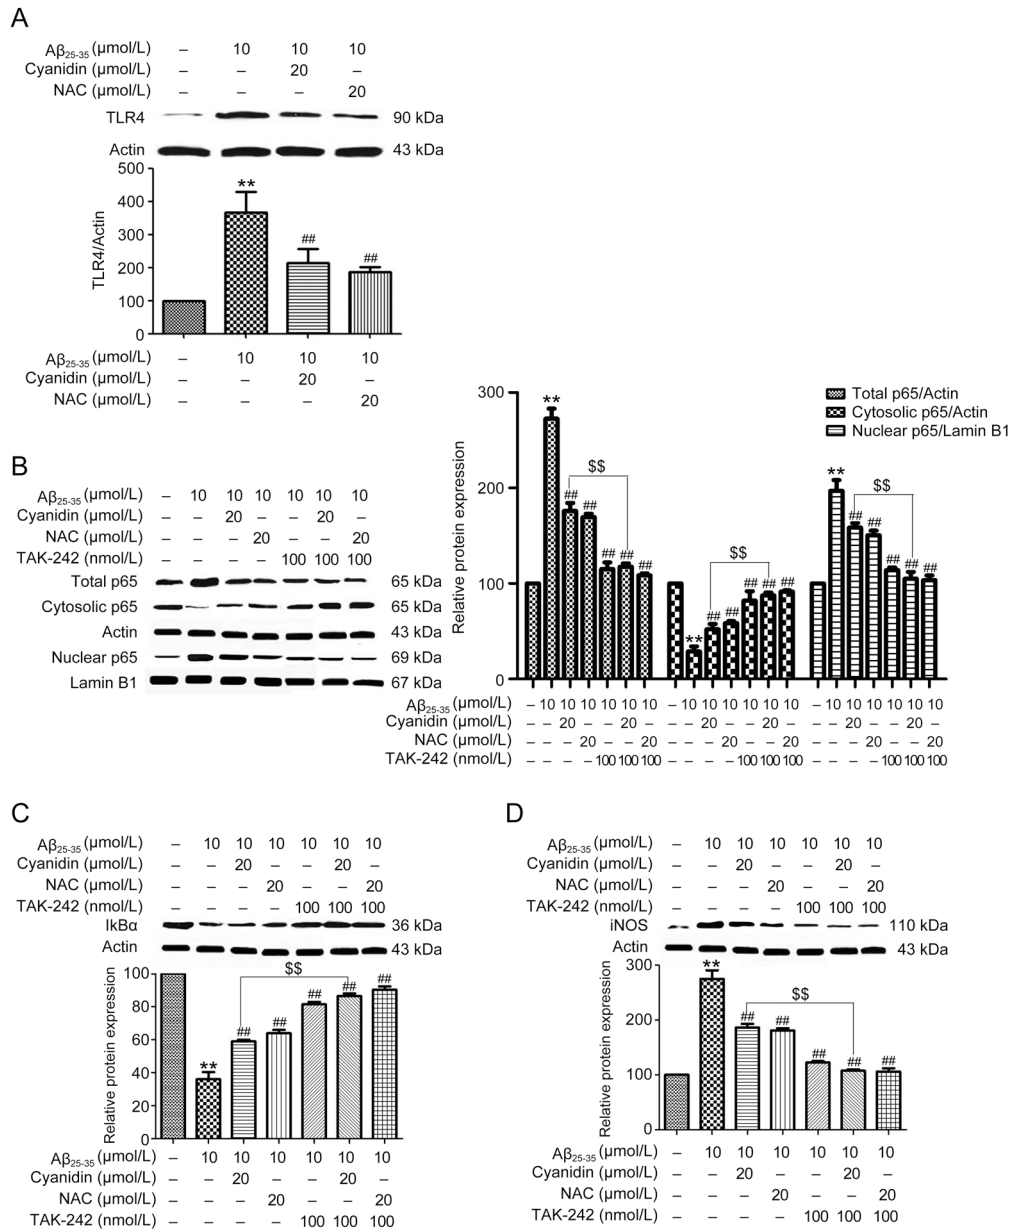 A
Aβ25-35 (µmol/L) – 10 10 10
Cyanidin (µmol/L) – – 20 –
NAC (µmol/L) – – – 20
TLR4 90 kDa
Actin 43 kDa
500
400
300
200
100
0
TLR4/Actin
** ## ##
Aβ25-35 (µmol/L) – 10 10 10
Cyanidin (µmol/L) – – 20 –
NAC (µmol/L) – – – 20
B
Aβ25-35 (µmol/L) – 10 10 10 10 10 10
Cyanidin (µmol/L) – – 20 – – 20 –
NAC (µmol/L) – – – 20 – – 20
TAK-242 (nmol/L) – – – – 100 100 100
Total p65 65 kDa
Cytosolic p65 65 kDa
Actin 43 kDa
Nuclear p65 69 kDa
Lamin B1 67 kDa
Total p65/Actin
Cytosolic p65/Actin
Nuclear p65/Lamin B1
300
200
100
0
Relative protein expression
** ## ## ## ## ## $$
** ## ## ## ## ## $$
** ## ## ## ## ## $$
Aβ25-35 (µmol/L) – 10 10 10 10 10 10 – 10 10 10 10 10 10 – 10 10 10 10 10 10
Cyanidin (µmol/L) – – 20 – – 20 – – – 20 – – 20 – – – 20 – – 20 –
NAC (µmol/L) – – – 20 – – 20 – – – 20 – – 20 – – – 20 – – 20
TAK-242 (nmol/L) – – – – 100 100 100 – – – – 100 100 100 – – – – 100 100 100
C
Aβ25-35 (µmol/L) – 10 10 10 10 10 10
Cyanidin (µmol/L) – – 20 – – 20 –
NAC (µmol/L) – – – 20 – – 20
TAK-242 (nmol/L) – – – – 100 100 100
IkBα 36 kDa
Actin 43 kDa
100
80
60
40
20
0
Relative protein expression
** ## ## ## ## ## $$
Aβ25-35 (µmol/L) – 10 10 10 10 10 10
Cyanidin (µmol/L) – – 20 – – 20 –
NAC (µmol/L) – – – 20 – – 20
TAK-242 (nmol/L) – – – – 100 100 100
D
Aβ25-35 (µmol/L) – 10 10 10 10 10 10
Cyanidin (µmol/L) – – 20 – – 20 –
NAC (µmol/L) – – – 20 – – 20
TAK-242 (nmol/L) – – – – 100 100 100
iNOS 110 kDa
Actin 43 kDa
300
200
100
0
Relative protein expression
** ## ## ## ## ## $$
Aβ25-35 (µmol/L) – 10 10 10 10 10 10
Cyanidin (µmol/L) – – 20 – – 20 –
NAC (µmol/L) – – – 20 – – 20
TAK-242 (nmol/L) – – – – 100 100 100